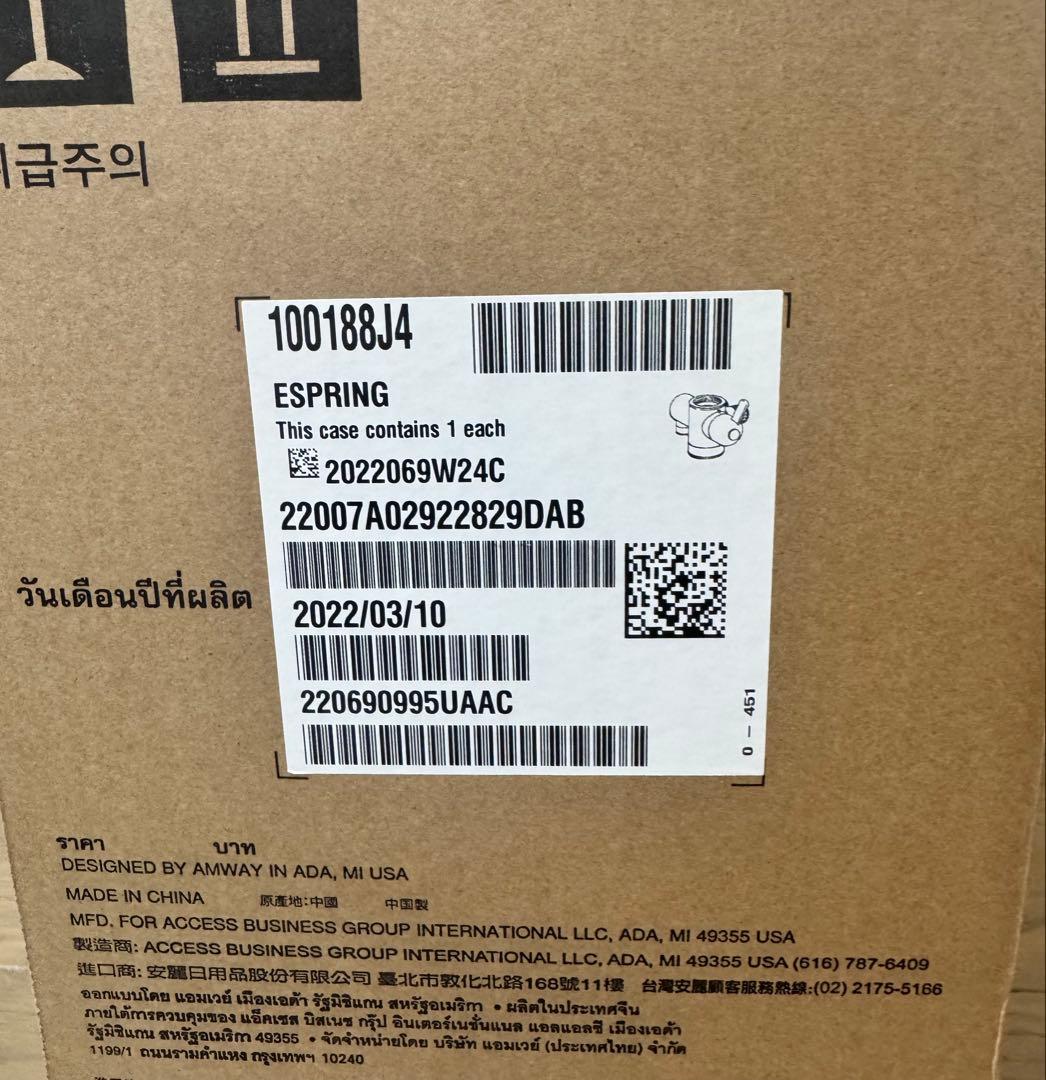 급주의
100188J4
ESPRING
This case contains 1 each
2022069W24C
22007A02922829DAB
วันเดือนปีที่ผลิต
2022/03/10
220690995UAAC
0 – 451
ราคา บาท
DESIGNED BY AMWAY IN ADA, MI USA
MADE IN CHINA 原產地:中國 中国製
MFD. FOR ACCESS BUSINESS GROUP INTERNATIONAL LLC, ADA, MI 49355 USA
製造商: ACCESS BUSINESS GROUP INTERNATIONAL LLC, ADA, MI 49355 USA (616) 787-6409
進口商: 安麗日用品股份有限公司 臺北市敦化北路168號11樓 台灣安麗顧客服務熱線:(02) 2175-5166
ออกแบบโดย แอมเวย์ เมืองเอด้า รัฐมิชิแกน สหรัฐอเมริกา • ผลิตในประเทศจีน
ภายใต้การควบคุมของ แอ็คเซส บิสเนช กรุ๊ป อินเตอร์เนชั่นแนล แอลแอลซี เมืองเอด้า
รัฐมิชิแกน สหรัฐอเมริกา 49355 • จัดจำหน่ายโดย บริษัท แอมเวย์ (ประเทศไทย) จำกัด
1199/1 ถนนรามคำแหง กรุงเทพฯ 10240